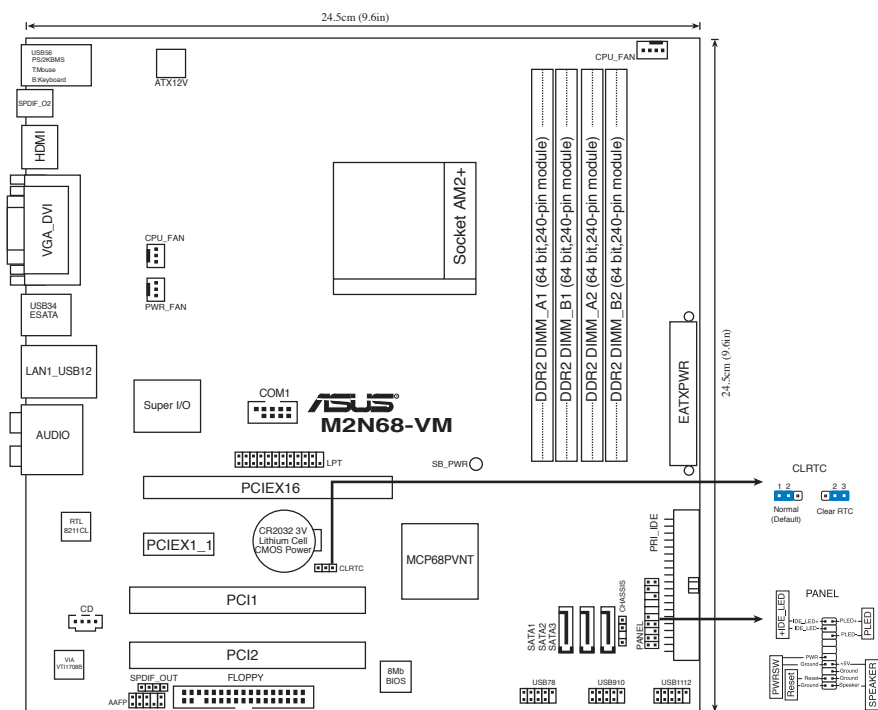 24.5cm (9.6in)
USB56
PS/2KBMS
T:Mouse
B:Keyboard
ATX12V
CPU_FAN
SPDIF_O2
HDMI
VGA_DVI
CPU_FAN
PWR_FAN
Socket AM2+
DDR2 DIMM_A1 (64 bit,240-pin module)
DDR2 DIMM_B1 (64 bit,240-pin module)
DDR2 DIMM_A2 (64 bit,240-pin module)
DDR2 DIMM_B2 (64 bit,240-pin module)
24.5cm (9.6in)
USB34
ESATA
LAN1_USB12
EATXPWR
Super I/O
COM1
ASUS®
M2N68-VM
AUDIO
LPT
SB_PWR
CLRTC
1 2
2 3
Normal
(Default)
Clear RTC
PCIEX16
RTL
8211CL
PCIEX1_1
CR2032 3V
Lithium Cell
CMOS Power
CLRTC
MCP68PVNT
PRI_IDE
PCI1
CD
SATA1
SATA2
SATA3
CHASSIS
PANEL
PANEL
+IDE_LED
IDE_LED+
IDE_LED-
PLED+
PLED-
PLED
PWRSW
PWR
Ground
Reset
Reset
Ground
+5V
Ground
Ground
Speaker
SPEAKER
PCI2
VIA
VT1708B
8Mb
BIOS
SPDIF_OUT
FLOPPY
AAFP
USB78
USB910
USB1112